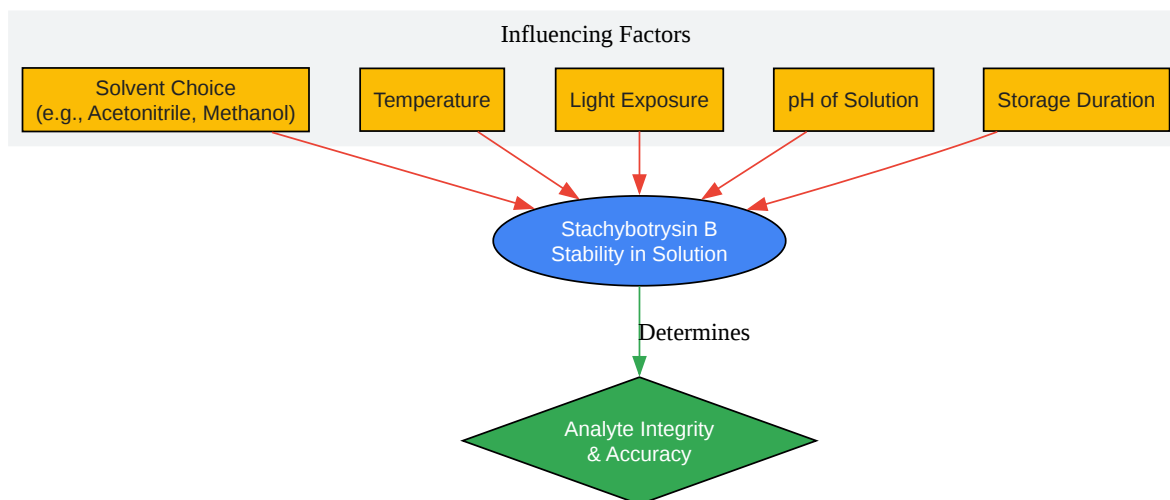 Influencing Factors
Solvent Choice
(e.g., Acetonitrile, Methanol)
Temperature
Light Exposure
pH of Solution
Storage Duration
Stachybotrysin B
Stability in Solution
Determines
Analyte Integrity
& Accuracy